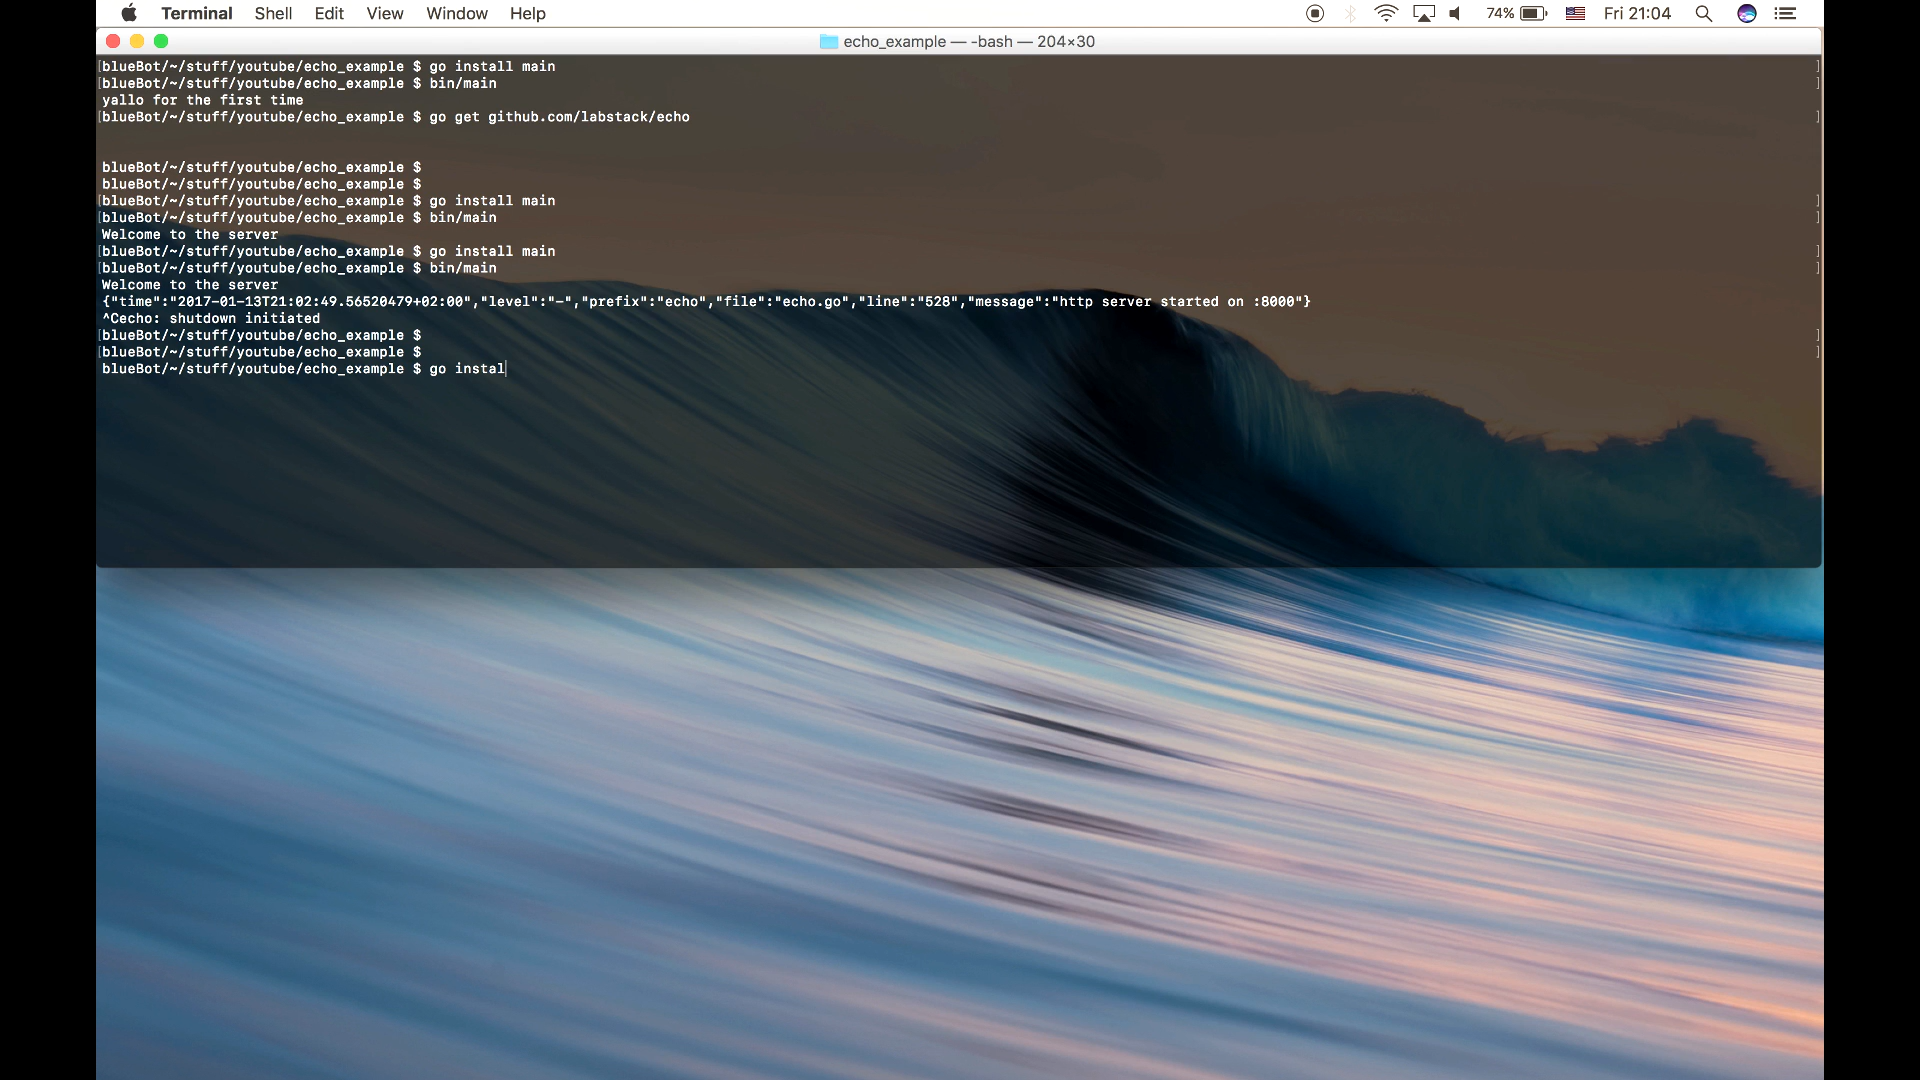 Terminal Shell Edit View Window Help 74% Fri 21:04
echo_example — -bash — 204×30
[blueBot/~/stuff/youtube/echo_example $ go install main ]
[blueBot/~/stuff/youtube/echo_example $ bin/main ]
yallo for the first time
[blueBot/~/stuff/youtube/echo_example $ go get github.com/labstack/echo ]
blueBot/~/stuff/youtube/echo_example $
blueBot/~/stuff/youtube/echo_example $
[blueBot/~/stuff/youtube/echo_example $ go install main ]
[blueBot/~/stuff/youtube/echo_example $ bin/main ]
Welcome to the server
[blueBot/~/stuff/youtube/echo_example $ go install main ]
[blueBot/~/stuff/youtube/echo_example $ bin/main ]
Welcome to the server
{"time":"2017-01-13T21:02:49.56520479+02:00","level":"-","prefix":"echo","file":"echo.go","line":"528","message":"http server started on :8000"}
^Cecho: shutdown initiated
[blueBot/~/stuff/youtube/echo_example $ ]
[blueBot/~/stuff/youtube/echo_example $ ]
blueBot/~/stuff/youtube/echo_example $ go instal